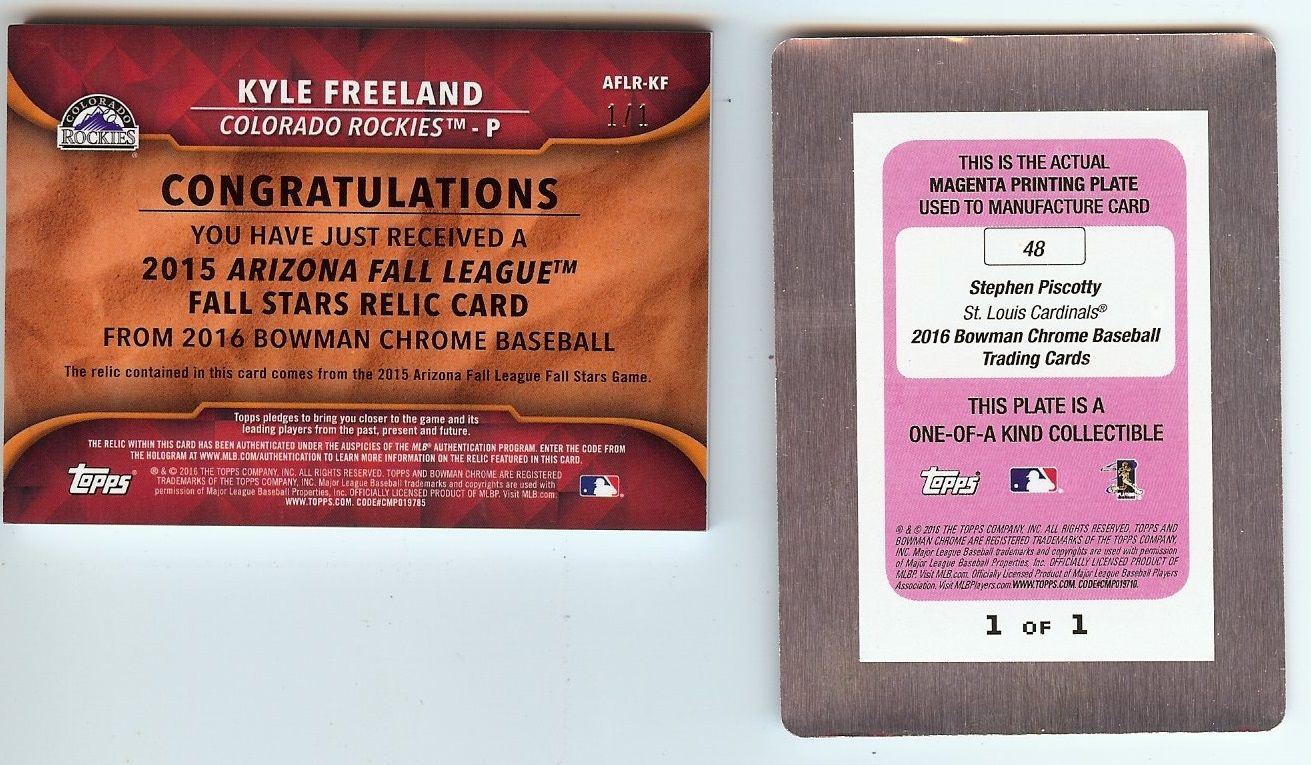 KYLE FREELAND
COLORADO ROCKIES™ - P
AFLR-KF
1/1
COLORADO
ROCKIES
®
CONGRATULATIONS
YOU HAVE JUST RECEIVED A
2015 ARIZONA FALL LEAGUE™
FALL STARS RELIC CARD
FROM 2016 BOWMAN CHROME BASEBALL
The relic contained in this card comes from the 2015 Arizona Fall League Fall Stars Game.
Topps pledges to bring you closer to the game and its
leading players from the past, present and future.
THE RELIC WITHIN THIS CARD HAS BEEN AUTHENTICATED UNDER THE AUSPICIES OF THE MLB® AUTHENTICATION PROGRAM. ENTER THE CODE FROM
THE HOLOGRAM AT WWW.MLB.COM/AUTHENTICATION TO LEARN MORE INFORMATION ON THE RELIC FEATURED IN THIS CARD.
topps®
® & © 2016 THE TOPPS COMPANY, INC. ALL RIGHTS RESERVED. TOPPS AND BOWMAN CHROME ARE REGISTERED
TRADEMARKS OF THE TOPPS COMPANY, INC. Major League Baseball trademarks and copyrights are used with
permission of Major League Baseball Properties, Inc. OFFICIALLY LICENSED PRODUCT OF MLBP. Visit MLB.com.
WWW.TOPPS.COM. CODE#CMP019785
THIS IS THE ACTUAL
MAGENTA PRINTING PLATE
USED TO MANUFACTURE CARD
48
Stephen Piscotty
St. Louis Cardinals®
2016 Bowman Chrome Baseball
Trading Cards
THIS PLATE IS A
ONE-OF-A KIND COLLECTIBLE
topps®
® & © 2016 THE TOPPS COMPANY, INC. ALL RIGHTS RESERVED. TOPPS AND
BOWMAN CHROME ARE REGISTERED TRADEMARKS OF THE TOPPS COMPANY,
INC. Major League Baseball trademarks and copyrights are used with permission
of Major League Baseball Properties, Inc. OFFICIALLY LICENSED PRODUCT OF
MLBP. Visit MLB.com. Officially Licensed Product of Major League Baseball Players
Association. Visit MLBPlayers.com. WWW.TOPPS.COM. CODE#CMP019710.
1 OF 1